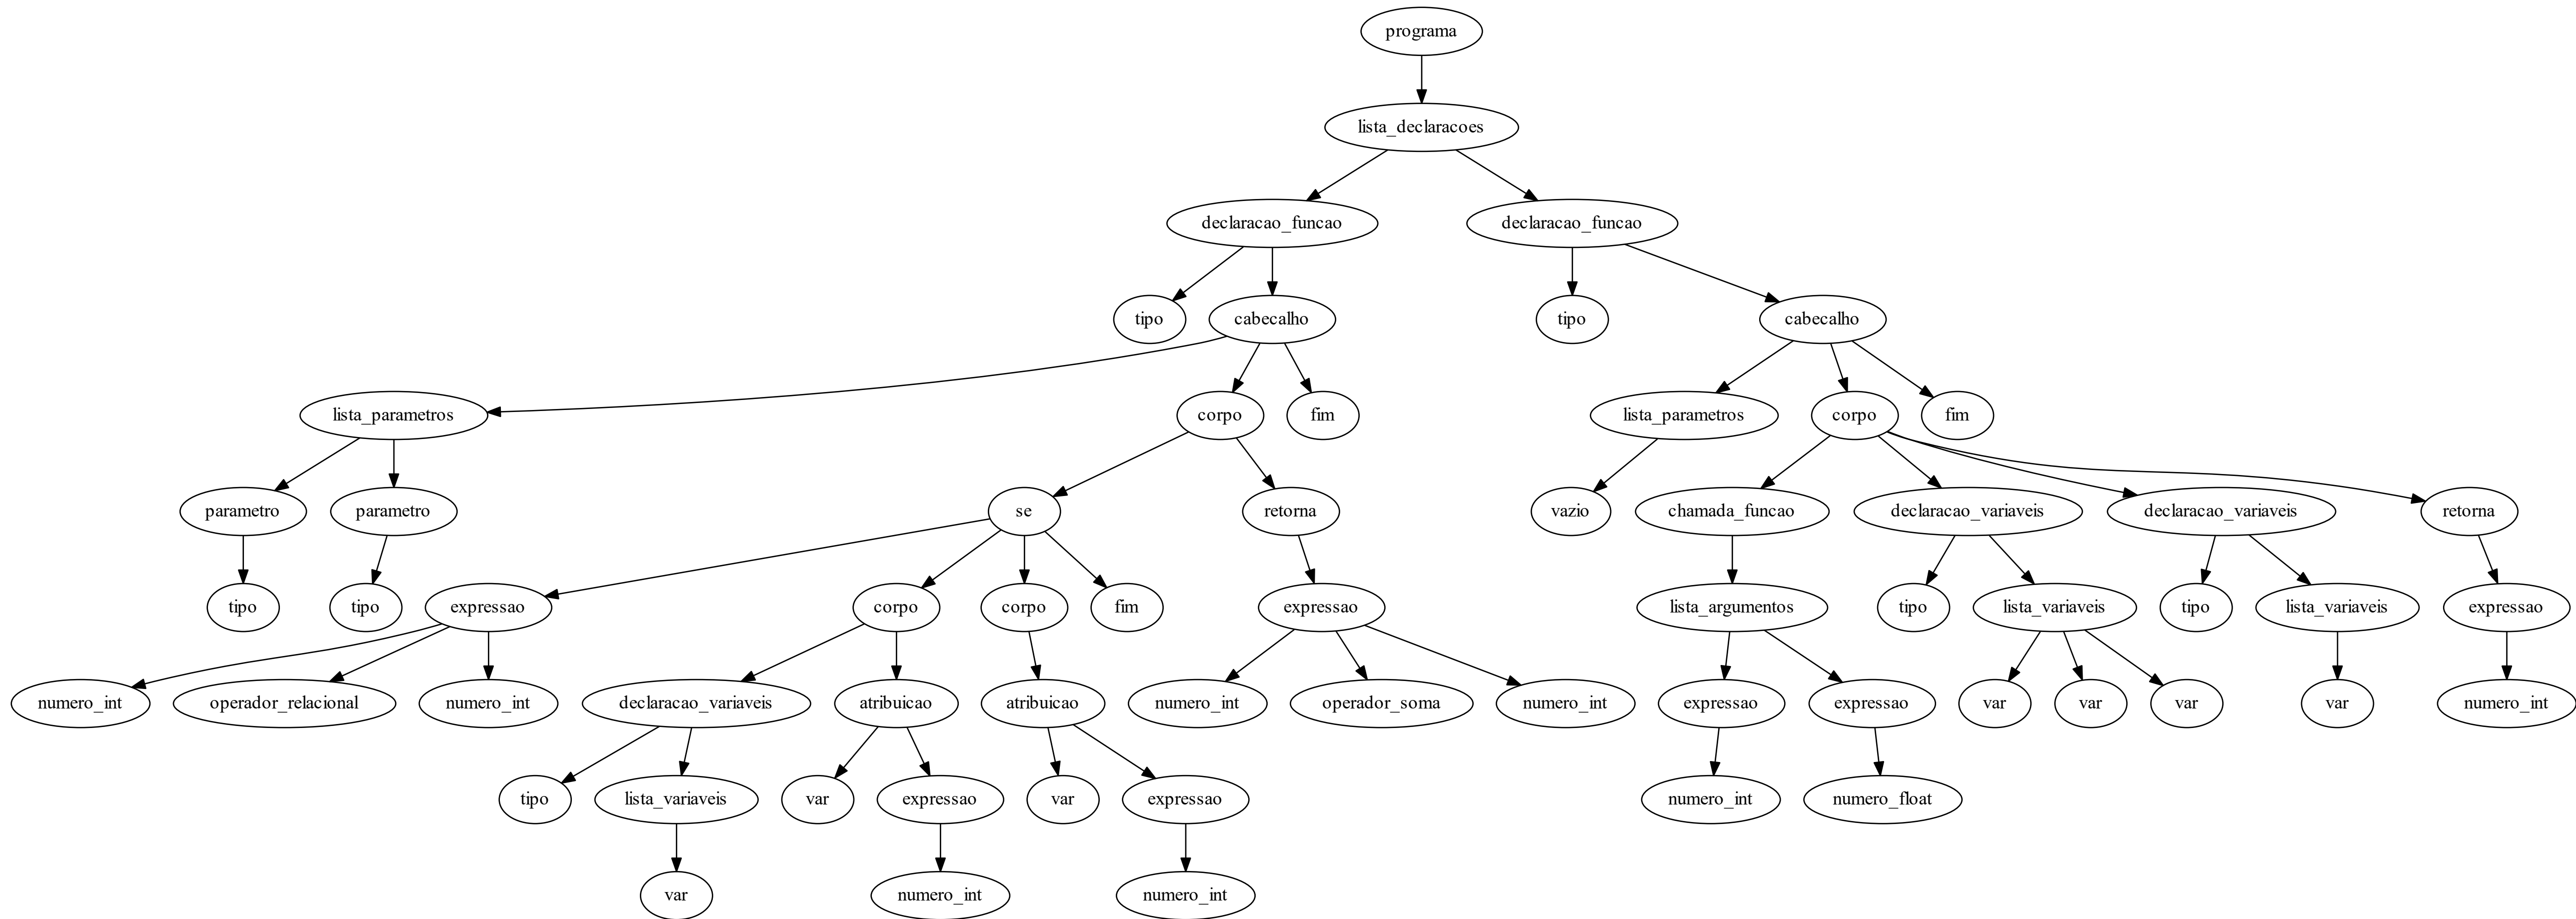 programa
lista_declaracoes
declaracao_funcao
declaracao_funcao
tipo
cabecalho
tipo
cabecalho
lista_parametros
corpo
fim
lista_parametros
corpo
fim
parametro
parametro
se
retorna
vazio
chamada_funcao
declaracao_variaveis
declaracao_variaveis
retorna
tipo
tipo
expressao
corpo
corpo
fim
expressao
lista_argumentos
tipo
lista_variaveis
tipo
lista_variaveis
expressao
numero_int
operador_relacional
numero_int
declaracao_variaveis
atribuicao
atribuicao
numero_int
operador_soma
numero_int
expressao
expressao
var
var
var
var
numero_int
tipo
lista_variaveis
var
expressao
var
expressao
numero_int
numero_float
var
numero_int
numero_int